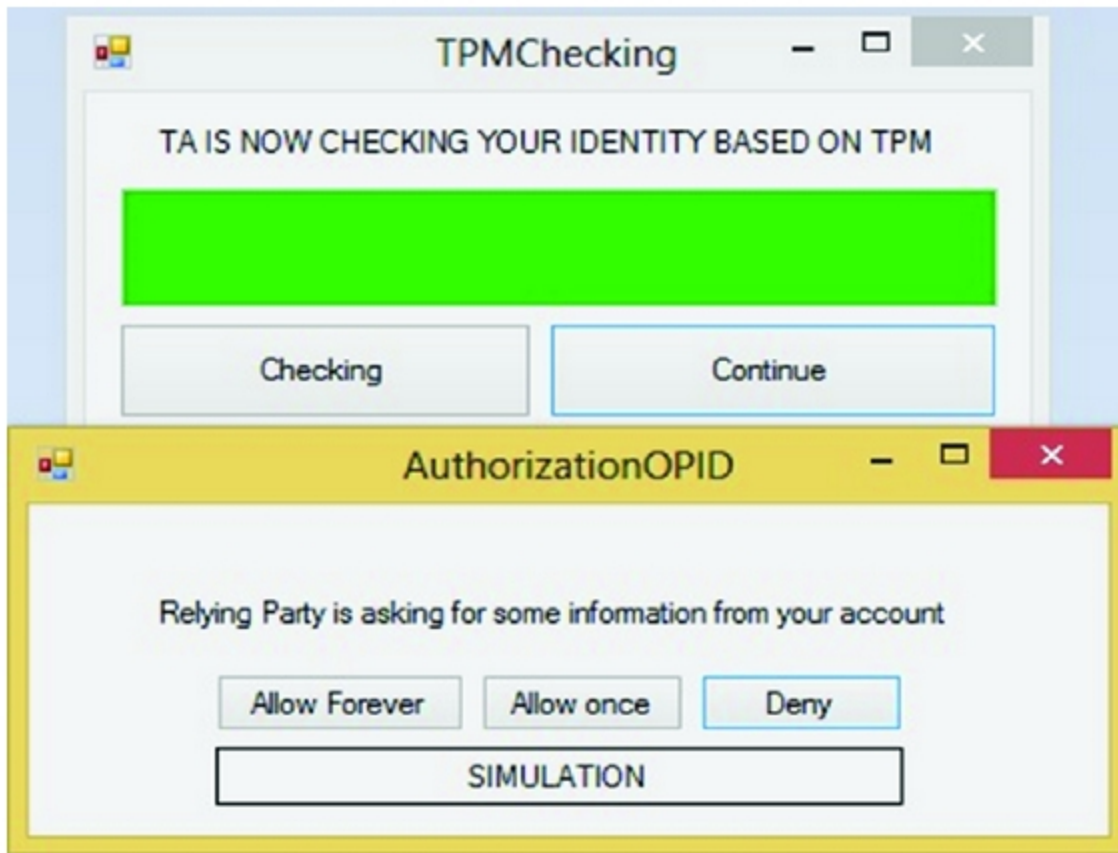 TPMChecking
TA IS NOW CHECKING YOUR IDENTITY BASED ON TPM
Checking Continue
AuthorizationOPID
Relying Party is asking for some information from your account
Allow Forever Allow once Deny
SIMULATION